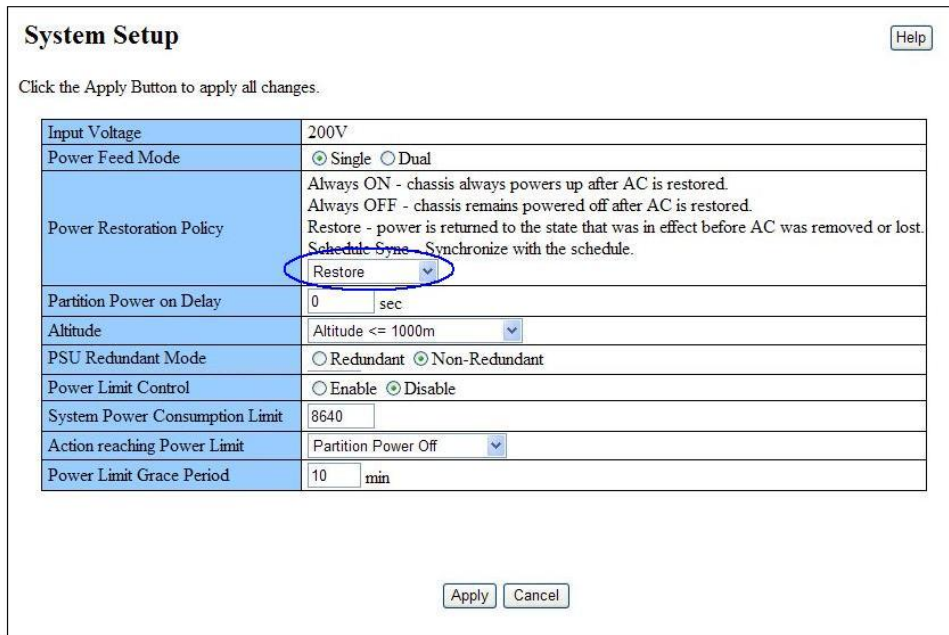 System Setup
Help
Click the Apply Button to apply all changes.
Input Voltage 200V
Power Feed Mode Single Dual
Power Restoration Policy
Always ON - chassis always powers up after AC is restored.
Always OFF - chassis remains powered off after AC is restored.
Restore - power is returned to the state that was in effect before AC was removed or lost.
Schedule Sync - Synchronize with the schedule.
Restore
Partition Power on Delay 0 sec
Altitude Altitude <= 1000m
PSU Redundant Mode Redundant Non-Redundant
Power Limit Control Enable Disable
System Power Consumption Limit 8640
Action reaching Power Limit Partition Power Off
Power Limit Grace Period 10 min
Apply Cancel